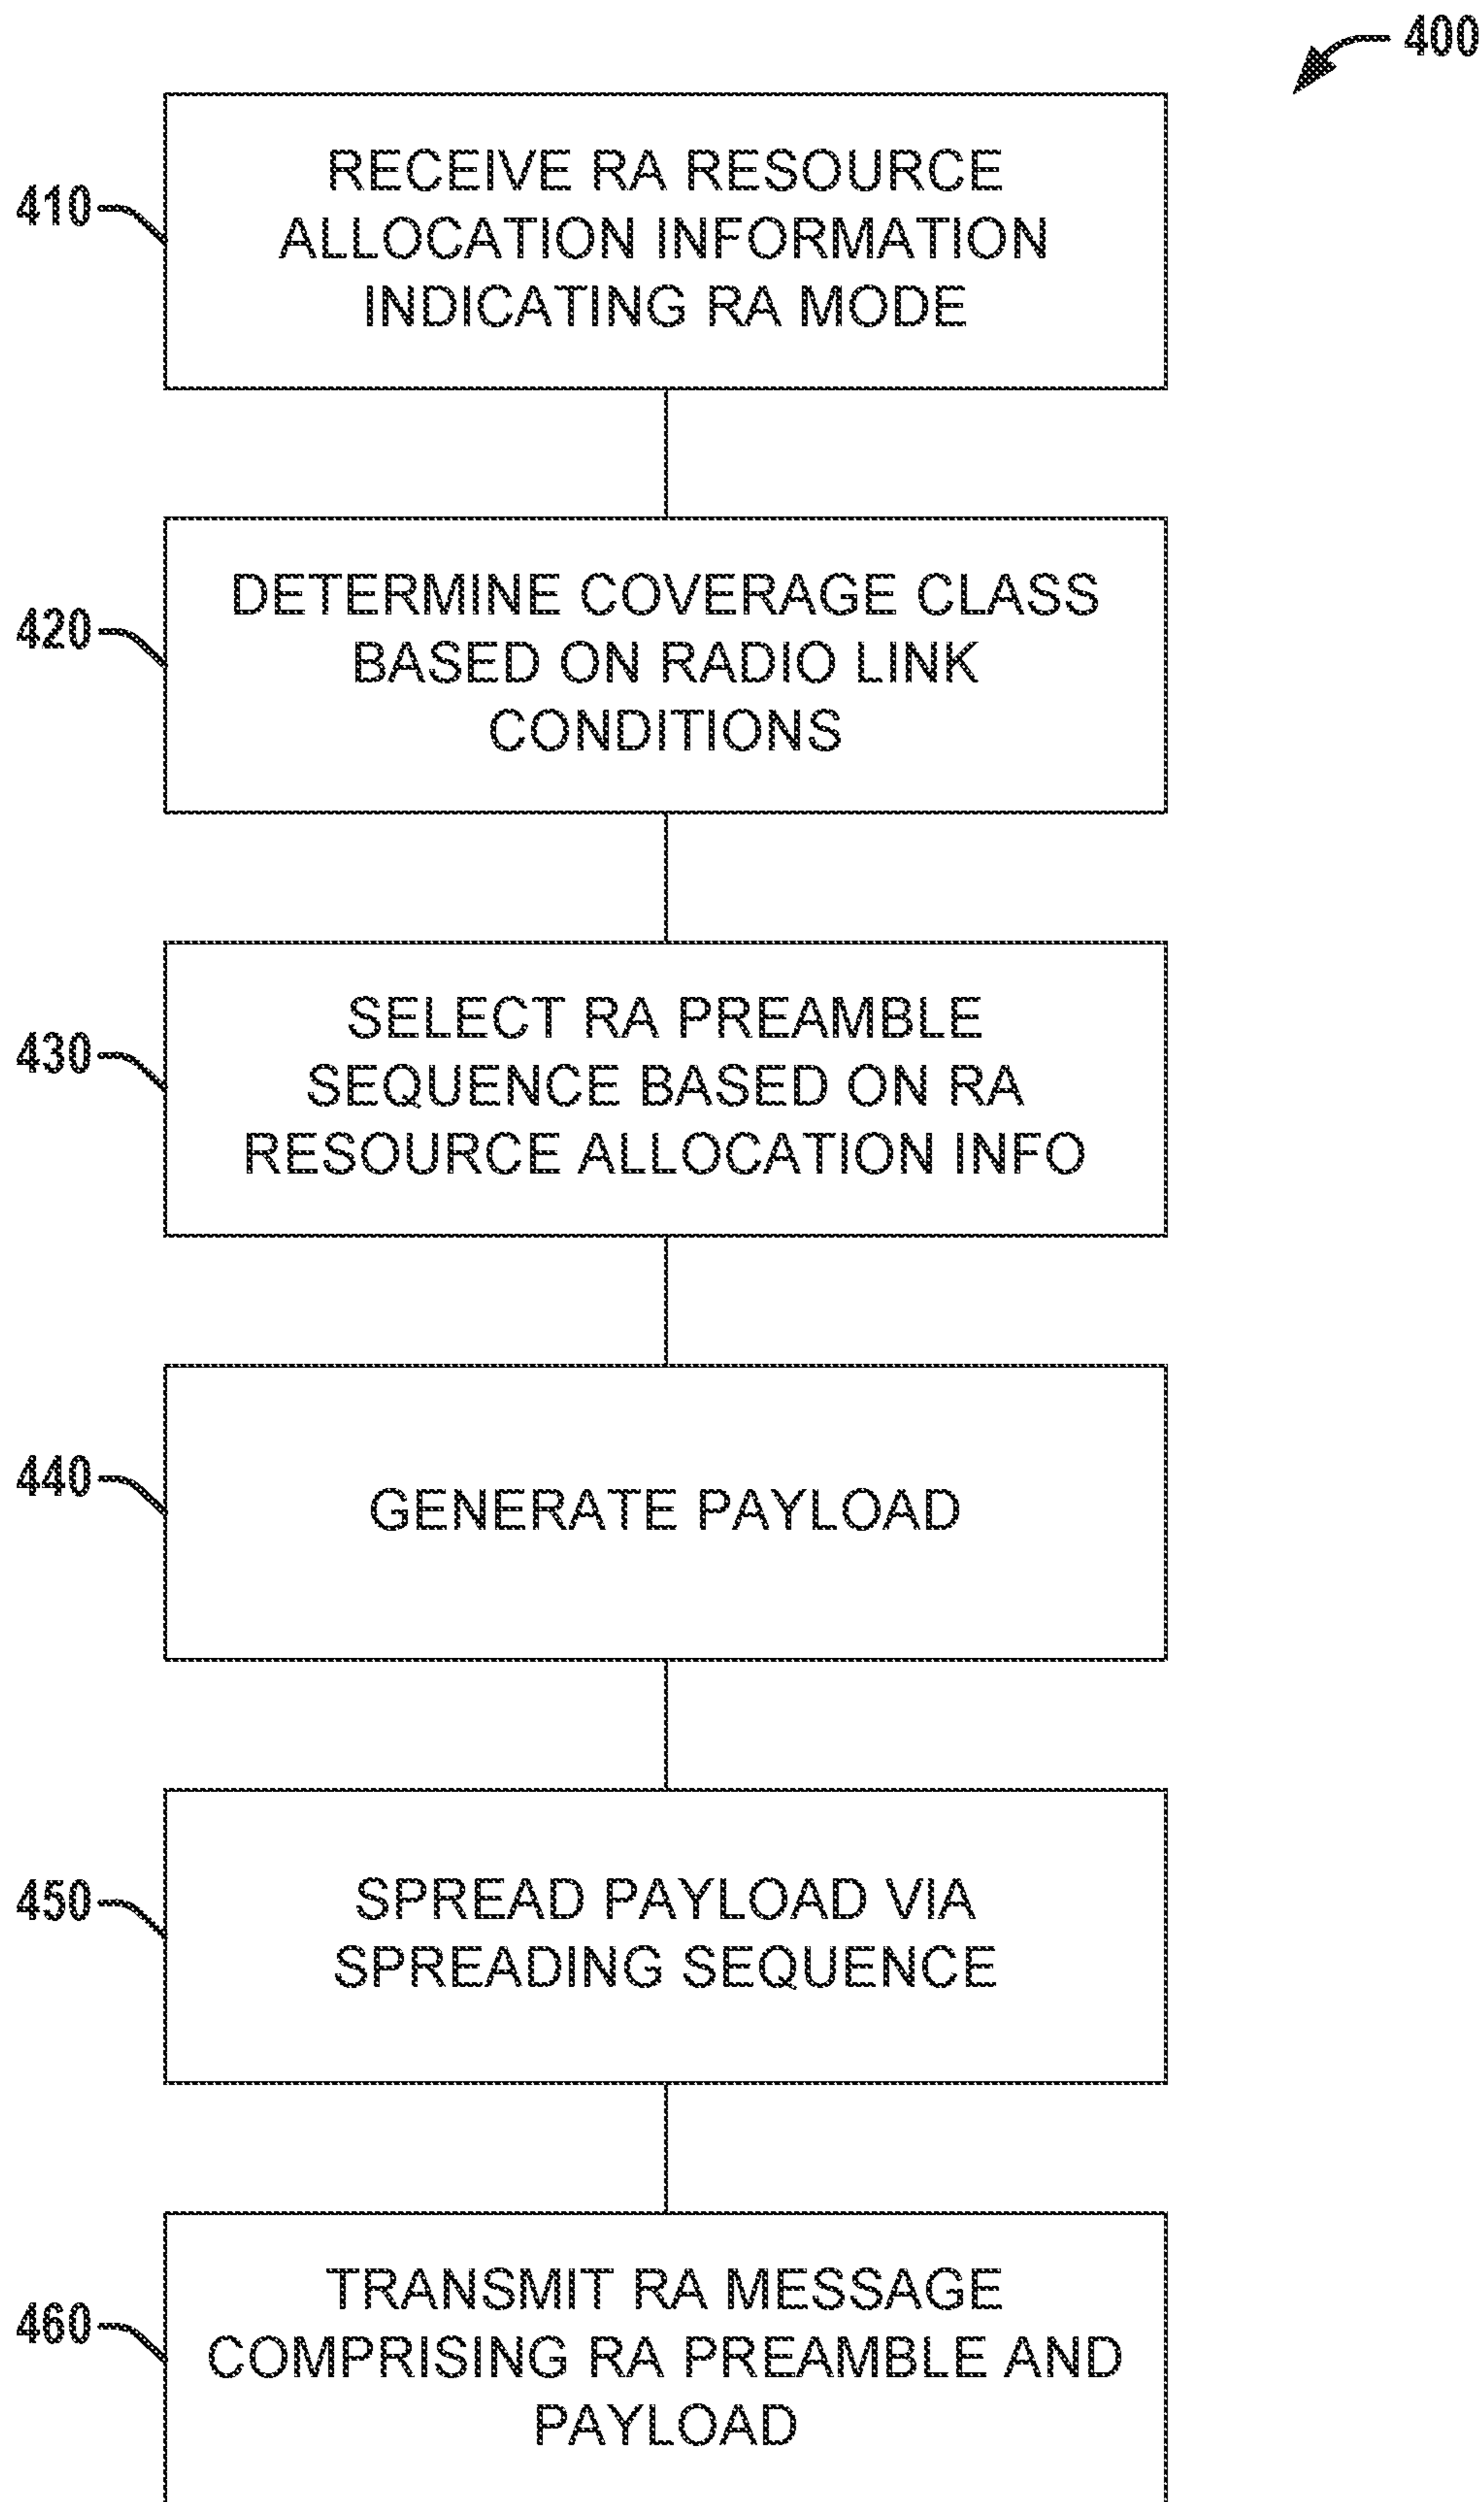 400
410
RECEIVE RA RESOURCE
ALLOCATION INFORMATION
INDICATING RA MODE
420
DETERMINE COVERAGE CLASS
BASED ON RADIO LINK
CONDITIONS
430
SELECT RA PREAMBLE
SEQUENCE BASED ON RA
RESOURCE ALLOCATION INFO
440
GENERATE PAYLOAD
450
SPREAD PAYLOAD VIA
SPREADING SEQUENCE
460
TRANSMIT RA MESSAGE
COMPRISING RA PREAMBLE AND
PAYLOAD